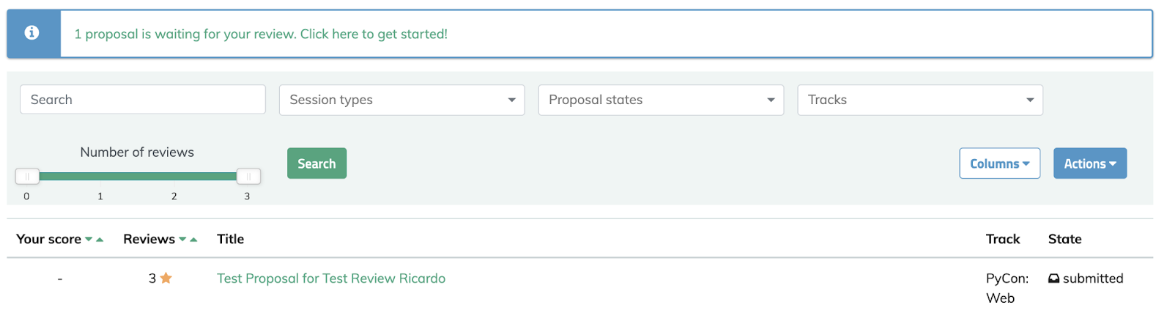 1 proposal is waiting for your review. Click here to get started!
Search Session types Proposal states Tracks
Number of reviews
Search Columns Actions
0 1 2 3
Your score Reviews Title Track State
- 3 Test Proposal for Test Review Ricardo PyCon: submitted
Web